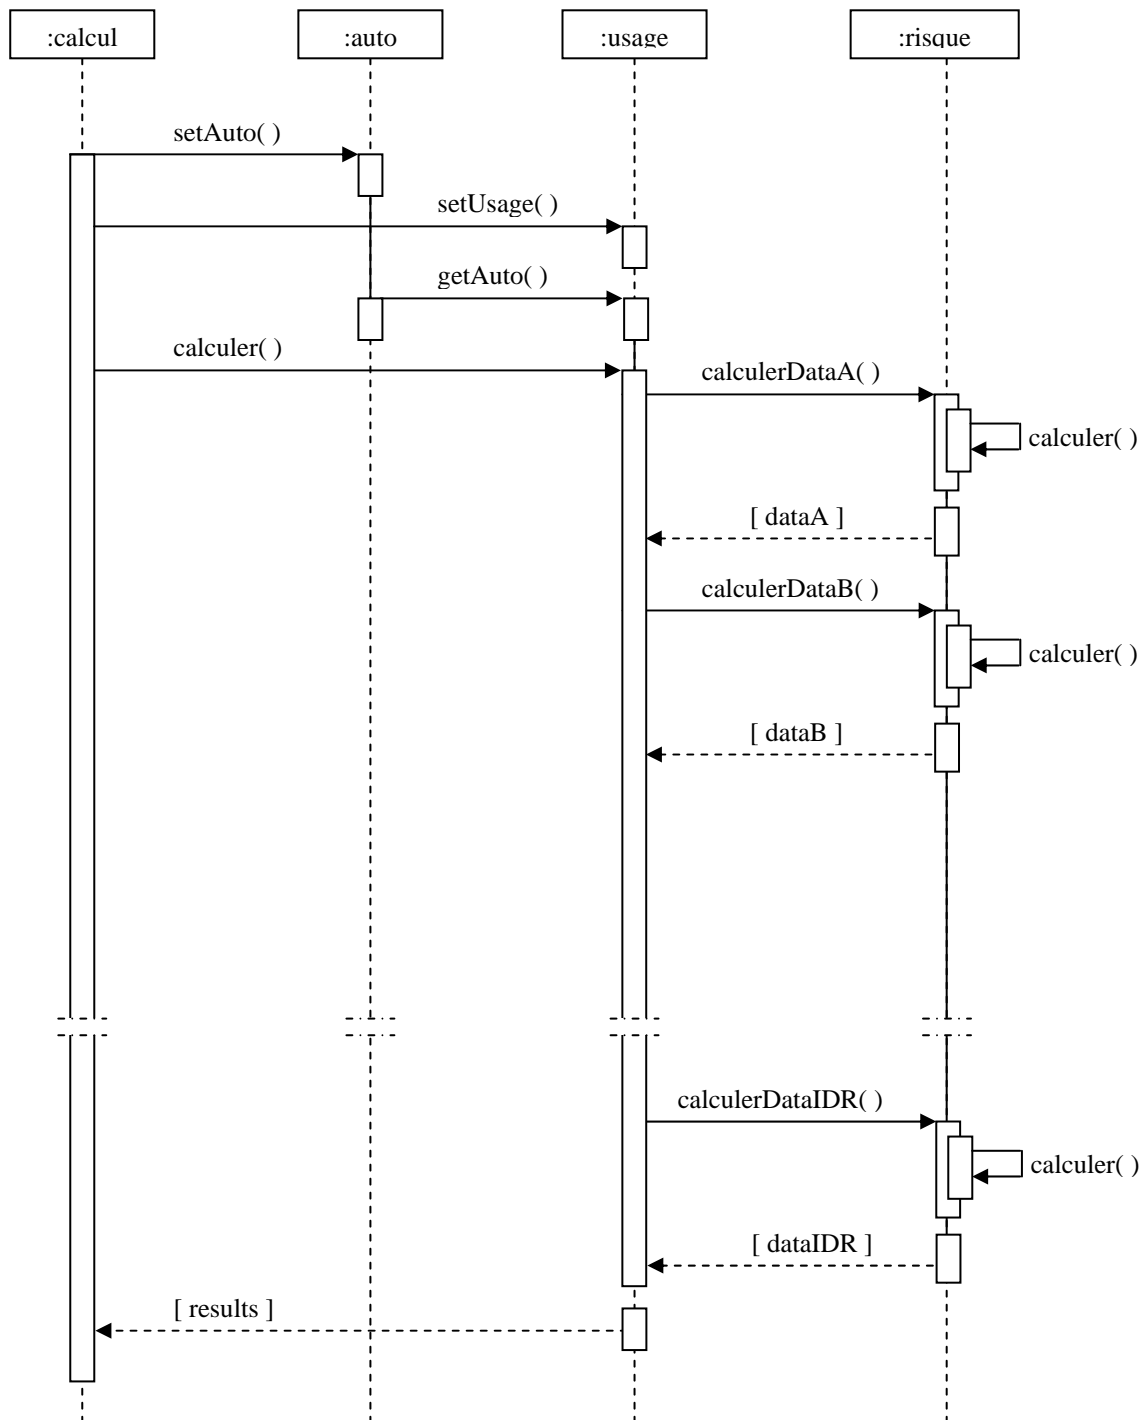 :calcul
:auto
:usage
:risque
setAuto( )
setUsage( )
getAuto( )
calculer( )
calculerDataA( )
calculer( )
[ dataA ]
calculerDataB( )
calculer( )
[ dataB ]
calculerDataIDR( )
calculer( )
[ dataIDR ]
[ results ]